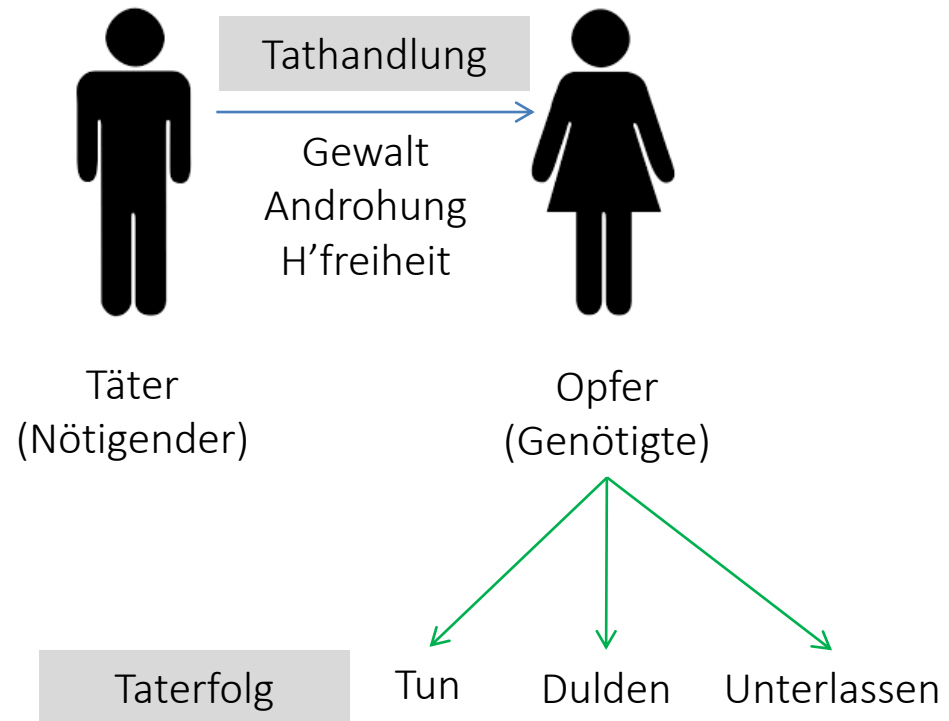 Tathandlung
Gewalt
Androhung
H’freiheit
Täter
(Nötigender)
Opfer
(Genötigte)
Taterfolg
Tun
Dulden
Unterlassen